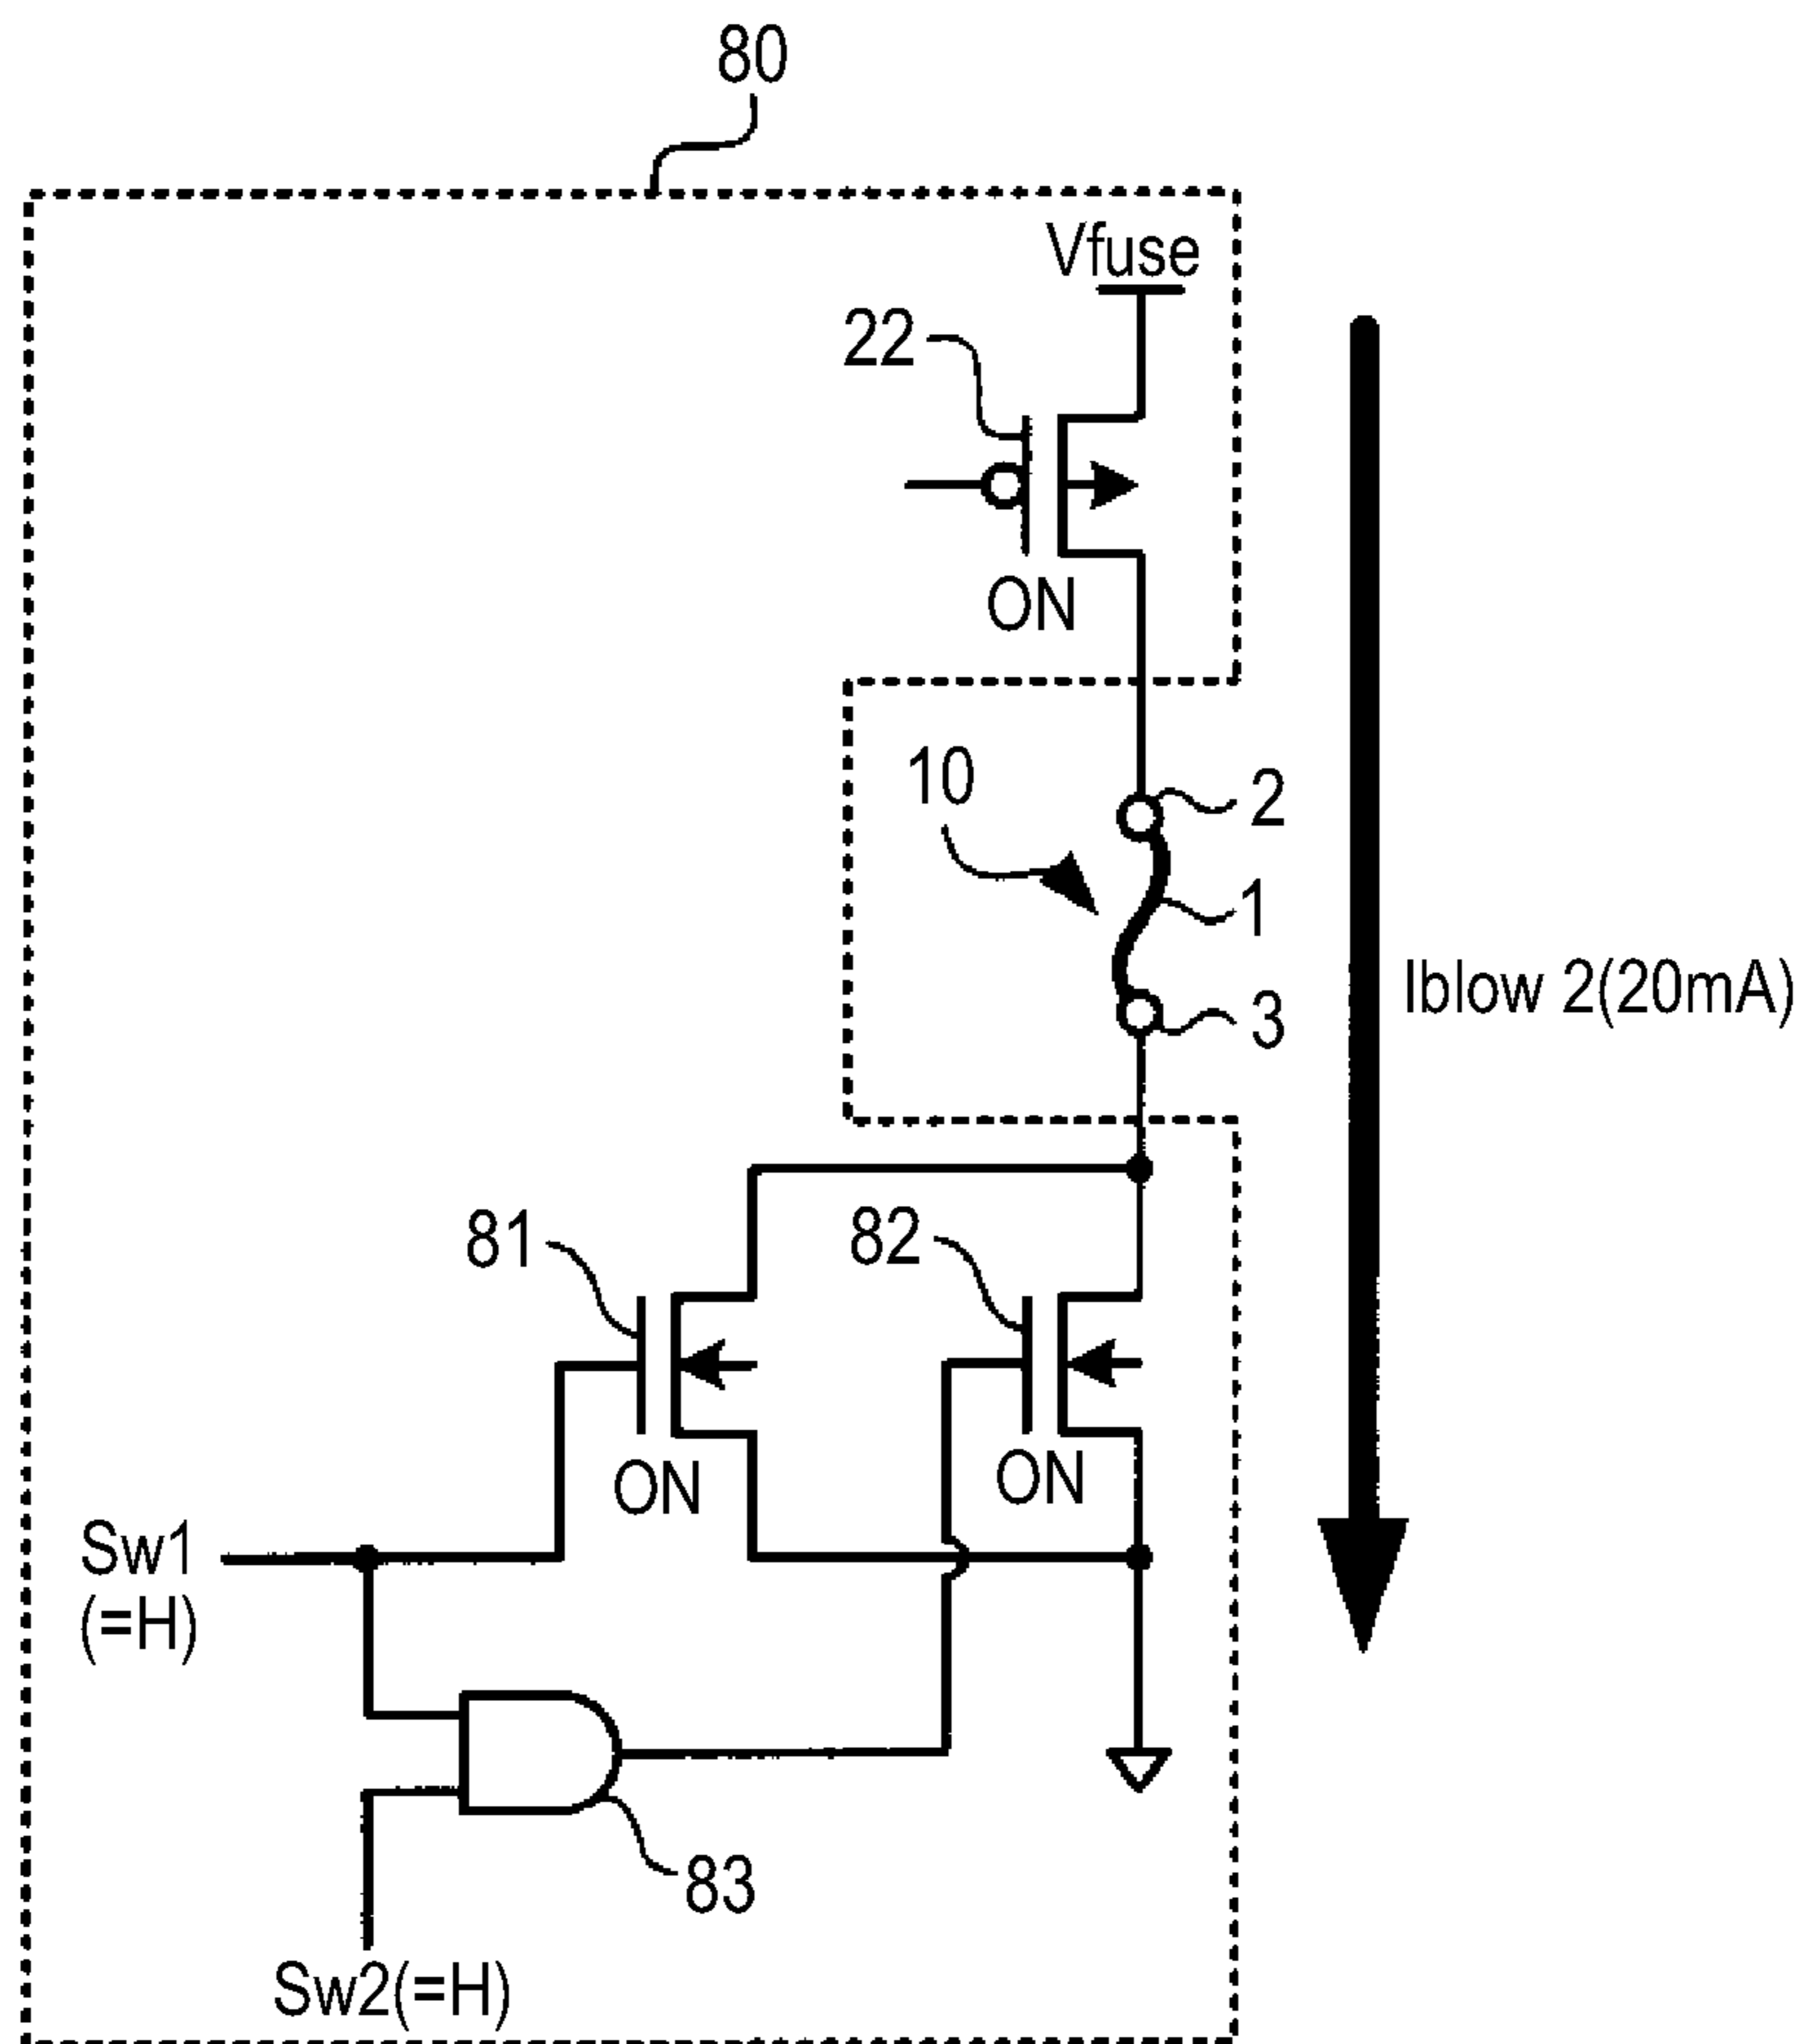 80
Vfuse
22
ON
10
2
1
Iblow 2(20mA)
3
81
82
ON
ON
Sw1
(=H)
83
Sw2(=H)